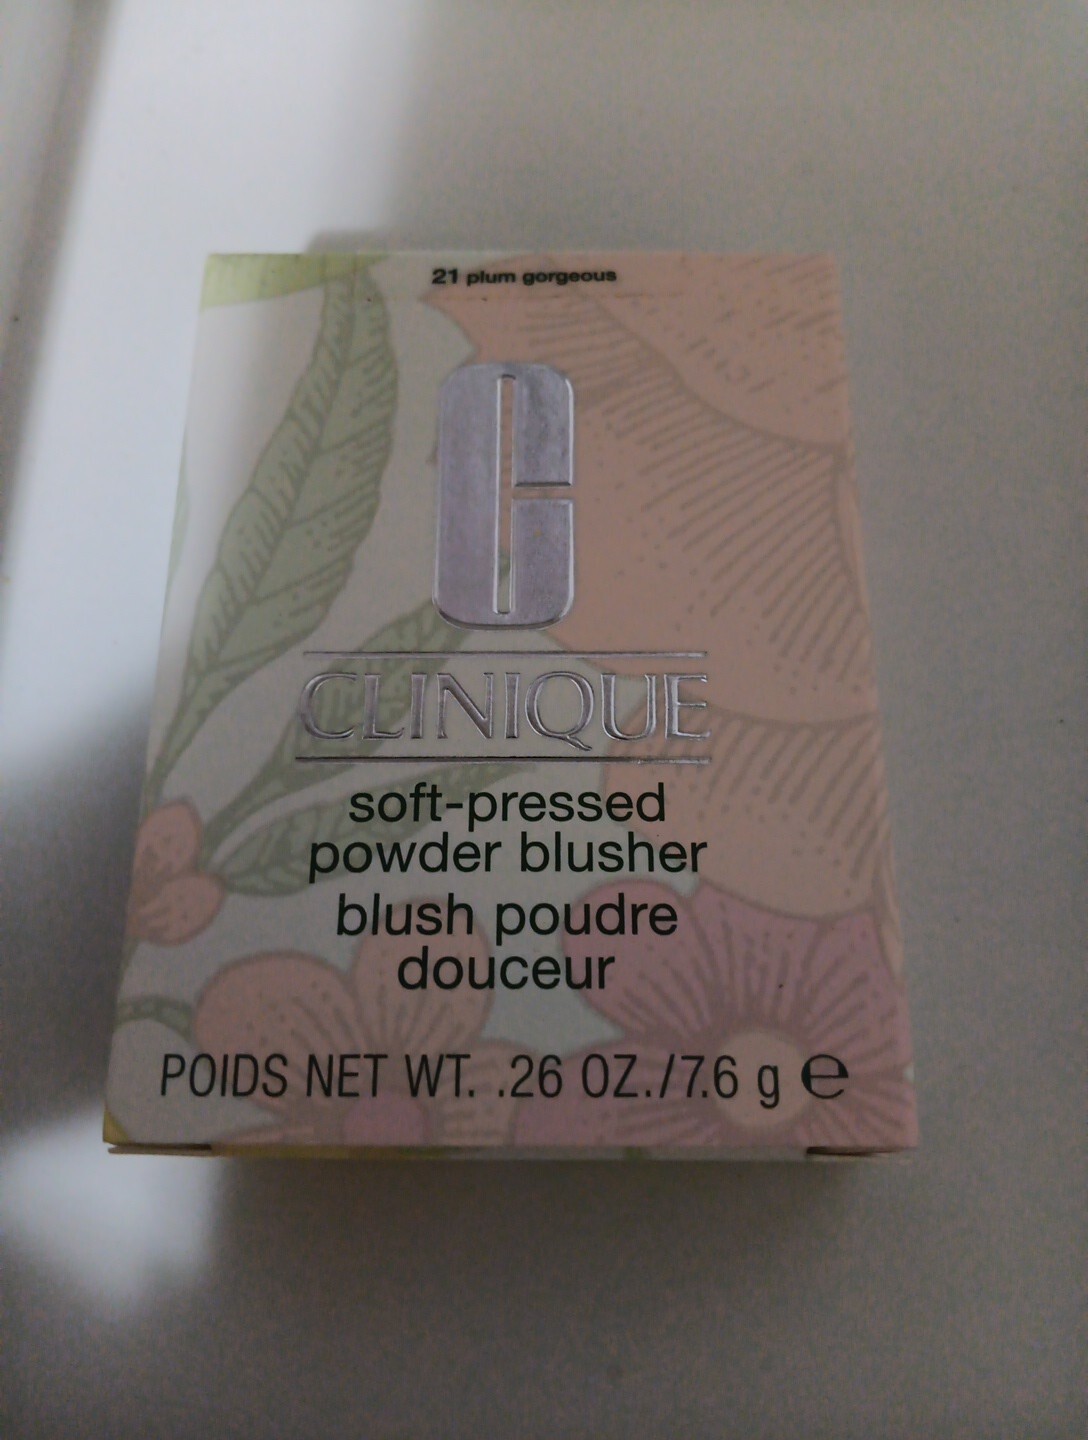 21 plum gorgeous
C
CLINIQUE
soft-pressed
powder blusher
blush poudre
douceur
POIDS NET WT. .26 OZ./7.6 g ℮